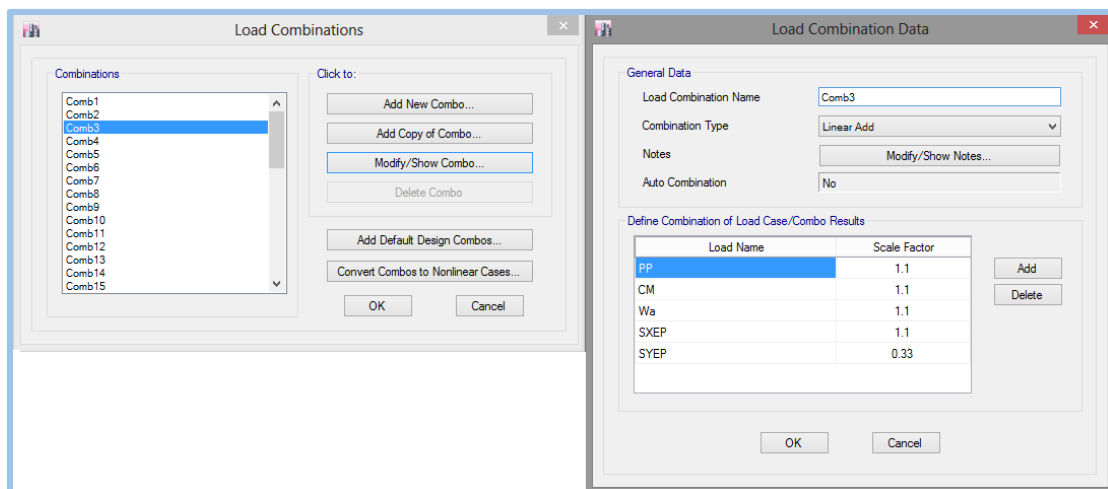 Load Combinations
Combinations
Comb1
Comb2
Comb3
Comb4
Comb5
Comb6
Comb7
Comb8
Comb9
Comb10
Comb11
Comb12
Comb13
Comb14
Comb15
Click to:
Add New Combo...
Add Copy of Combo...
Modify/Show Combo...
Delete Combo
Add Default Design Combos...
Convert Combos to Nonlinear Cases...
OK Cancel
Load Combination Data
General Data
Load Combination Name Comb3
Combination Type Linear Add
Notes Modify/Show Notes...
Auto Combination No
Define Combination of Load Case/Combo Results
Load Name Scale Factor
PP 1.1 Add
CM 1.1 Delete
Wa 1.1
SXEP 1.1
SYEP 0.33
OK Cancel